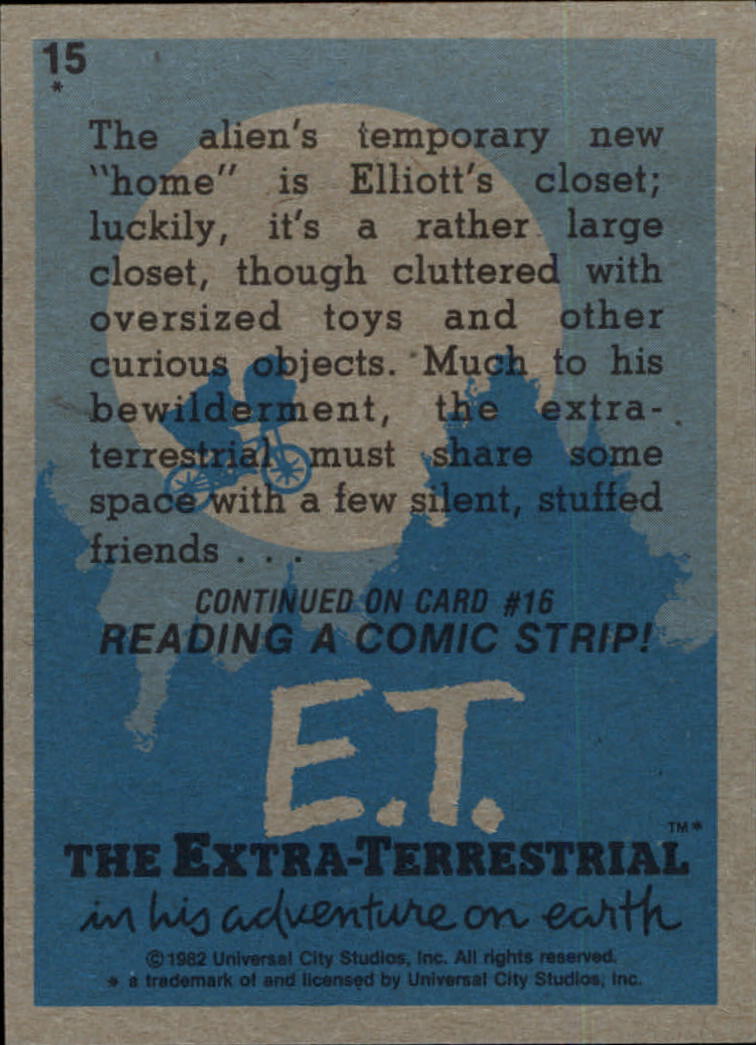 15
*
The alien's temporary new
"home" is Elliott's closet;
luckily, it's a rather large
closet, though cluttered with
oversized toys and other
curious objects. Much to his
bewilderment, the extra-
terrestrial must share some
space with a few silent, stuffed
friends . . .
CONTINUED ON CARD #16
READING A COMIC STRIP!
E.T.
THE EXTRA-TERRESTRIAL™*
in his adventure on earth
©1982 Universal City Studios, Inc. All rights reserved.
* a trademark of and licensed by Universal City Studios, Inc.